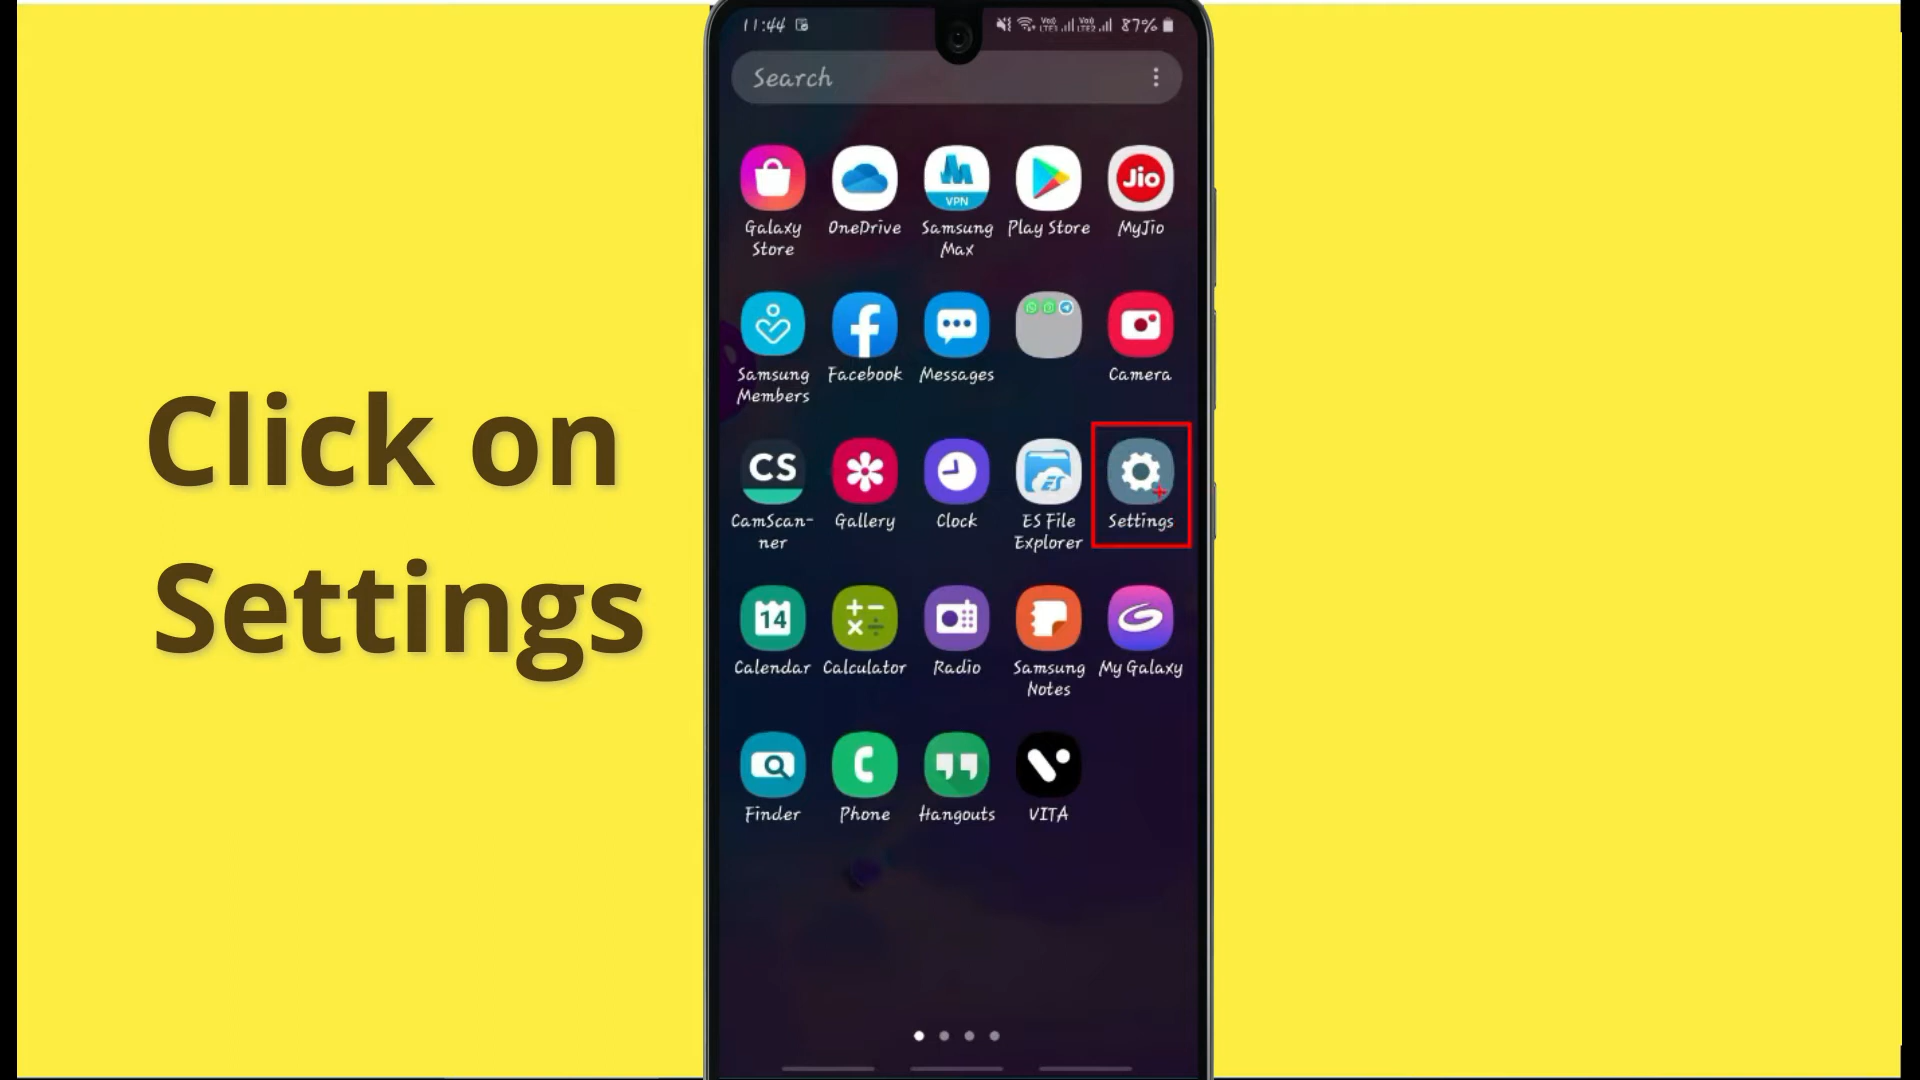 Click on
Settings
11:44
87%
Search
Galaxy
Store
OneDrive
VPN
Samsung
Max
Play Store
Jio
MyJio
Samsung
Members
Facebook
Messages
Camera
CS
CamScan-
ner
Gallery
Clock
ES
ES File
Explorer
Settings
14
Calendar
Calculator
Radio
Samsung
Notes
My Galaxy
Finder
Phone
Hangouts
VITA